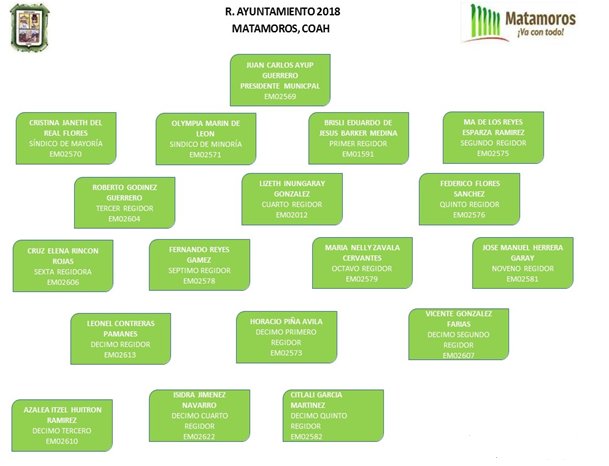 R. AYUNTAMIENTO 2018
MATAMOROS, COAH
Matamoros
¡Va con todo!
JUAN CARLOS AYUP
GUERRERO
PRESIDENTE MUNICPAL
EM02569
CRISTINA JANETH DEL
REAL FLORES
SÍNDICO DE MAYORÍA
EM02570
OLYMPIA MARIN DE
LEON
SINDICO DE MINORÍA
EM02571
BRISLI EDUARDO DE
JESUS BARKER MEDINA
PRIMER REGIDOR
EM01591
MA DE LOS REYES
ESPARZA RAMIREZ
SEGUNDO REGIDOR
EM02575
ROBERTO GODINEZ
GUERRERO
TERCER REGIDOR
EM02604
LIZETH INUNGARAY
GONZALEZ
CUARTO REGIDOR
EM02012
FEDERICO FLORES
SANCHEZ
QUINTO REGIDOR
EM02576
CRUZ ELENA RINCON
ROJAS
SEXTA REGIDORA
EM02606
FERNANDO REYES
GAMEZ
SEPTIMO REGIDOR
EM02578
MARIA NELLY ZAVALA
CERVANTES
OCTAVO REGIDOR
EM02579
JOSE MANUEL HERRERA
GARAY
NOVENO REGIDOR
EM02581
LEONEL CONTRERAS
PAMANES
DECIMO REGIDOR
EM02613
HORACIO PIÑA AVILA
DECIMO PRIMERO
REGIDOR
EM02573
VICENTE GONZALEZ
FARIAS
DECIMO SEGUNDO
REGIDOR
EM02607
AZALEA ITZEL HUITRON
RAMIREZ
DECIMO TERCERO
EM02610
ISIDRA JIMENEZ
NAVARRO
DECIMO CUARTO
REGIDOR
EM02622
CITLALI GARCIA
MARTINEZ
DECIMO QUINTO
REGIDOR
EM02582